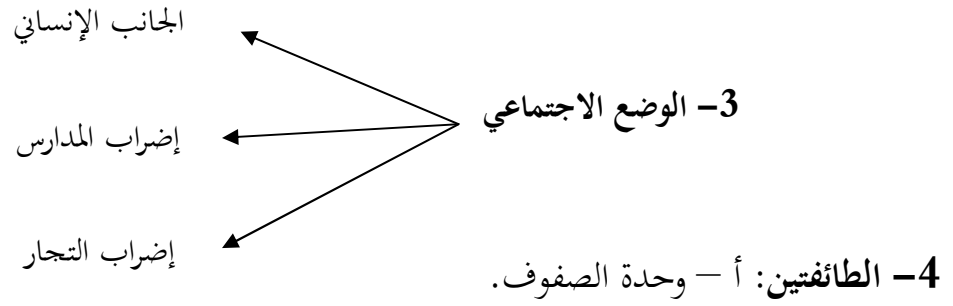 الجانب الإنساني
3- الوضع الاجتماعي
إضراب المدارس
إضراب التجار
4- الطائفتين: أ – وحدة الصفوف.